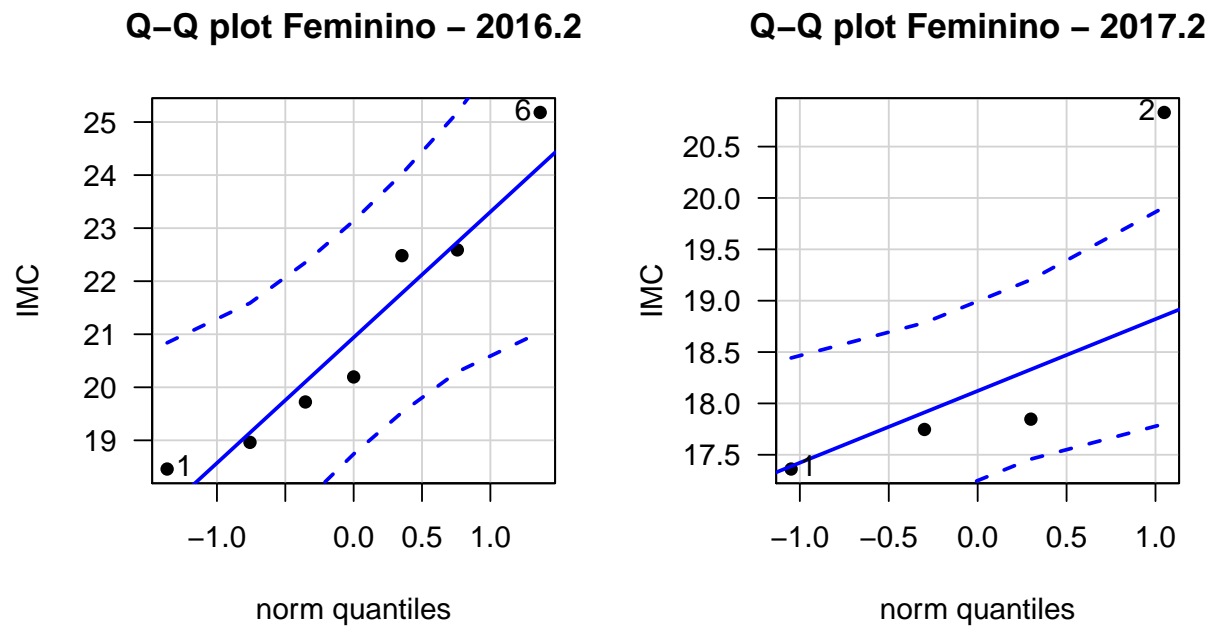 Q−Q plot Feminino − 2016.2
25
24
23
22
21
20
19
IMC
6
1
−1.0 0.0 0.5 1.0
norm quantiles
Q−Q plot Feminino − 2017.2
20.5
20.0
19.5
19.0
18.5
18.0
17.5
IMC
2
1
−1.0 −0.5 0.0 0.5 1.0
norm quantiles